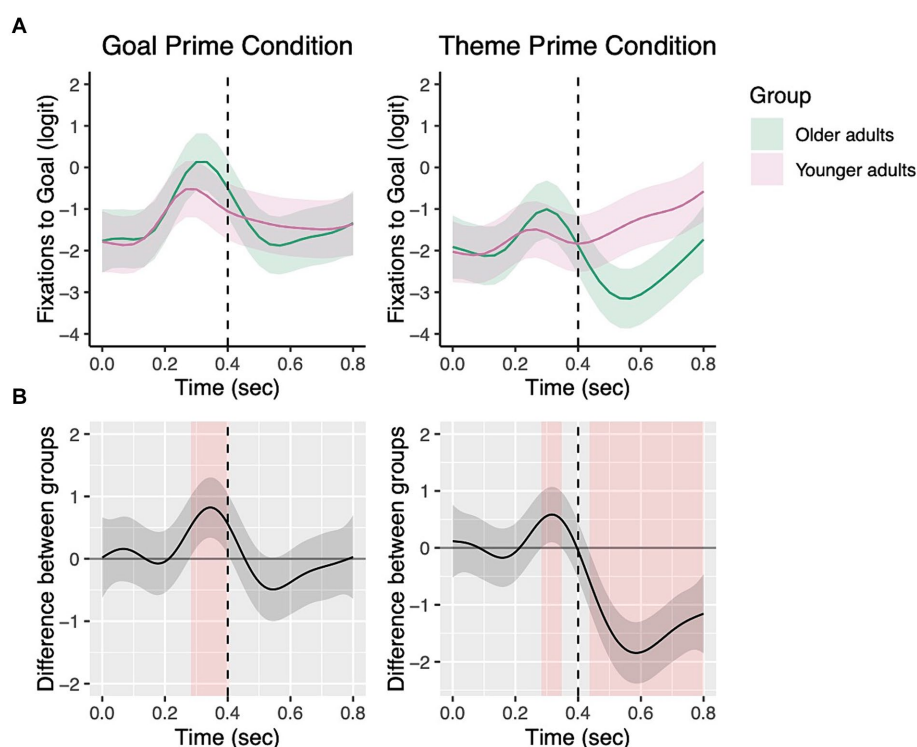 A
Goal Prime Condition
Theme Prime Condition
Fixations to Goal (logit)
2
1
0
−1
−2
−3
−4
0.0 0.2 0.4 0.6 0.8
Time (sec)
Fixations to Goal (logit)
2
1
0
−1
−2
−3
−4
0.0 0.2 0.4 0.6 0.8
Time (sec)
Group
Older adults
Younger adults
B
Difference between groups
2
1
0
−1
−2
0.0 0.2 0.4 0.6 0.8
Time (sec)
Difference between groups
2
1
0
−1
−2
0.0 0.2 0.4 0.6 0.8
Time (sec)